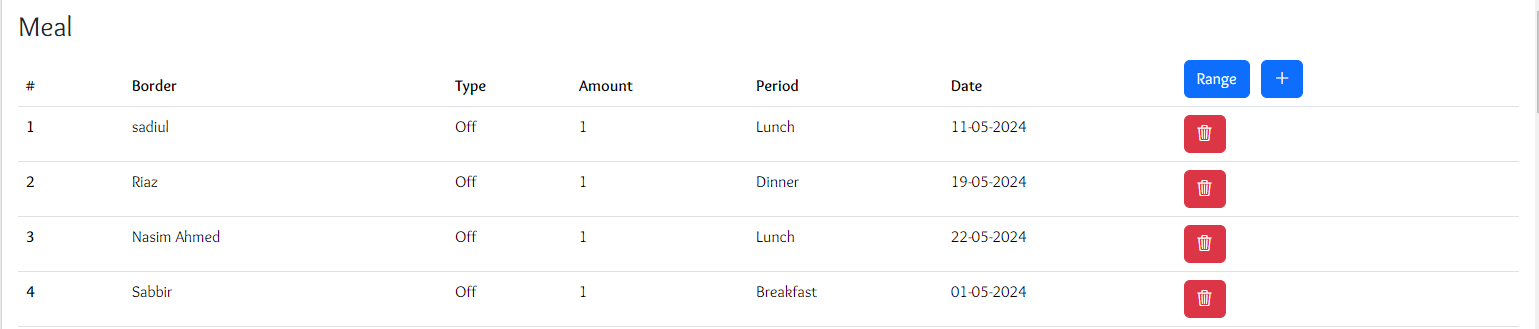 Meal
# Border Type Amount Period Date Range +
1 sadiul Off 1 Lunch 11-05-2024
2 Riaz Off 1 Dinner 19-05-2024
3 Nasim Ahmed Off 1 Lunch 22-05-2024
4 Sabbir Off 1 Breakfast 01-05-2024